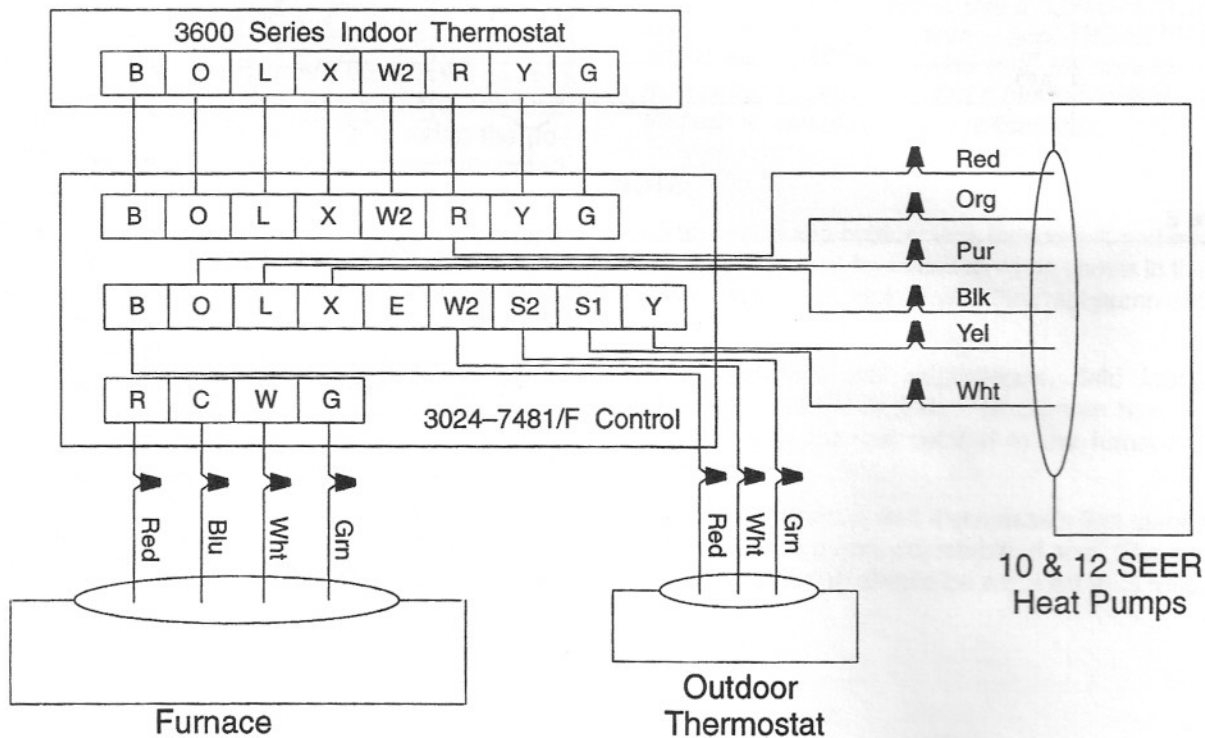 3600 Series Indoor Thermostat
B O L X W2 R Y G
B O L X W2 R Y G
B O L X E W2 S2 S1 Y
R C W G
3024–7481/F Control
Red
Org
Pur
Blk
Yel
Wht
10 & 12 SEER
Heat Pumps
Red
Blu
Wht
Grn
Furnace
Red
Wht
Grn
Outdoor
Thermostat